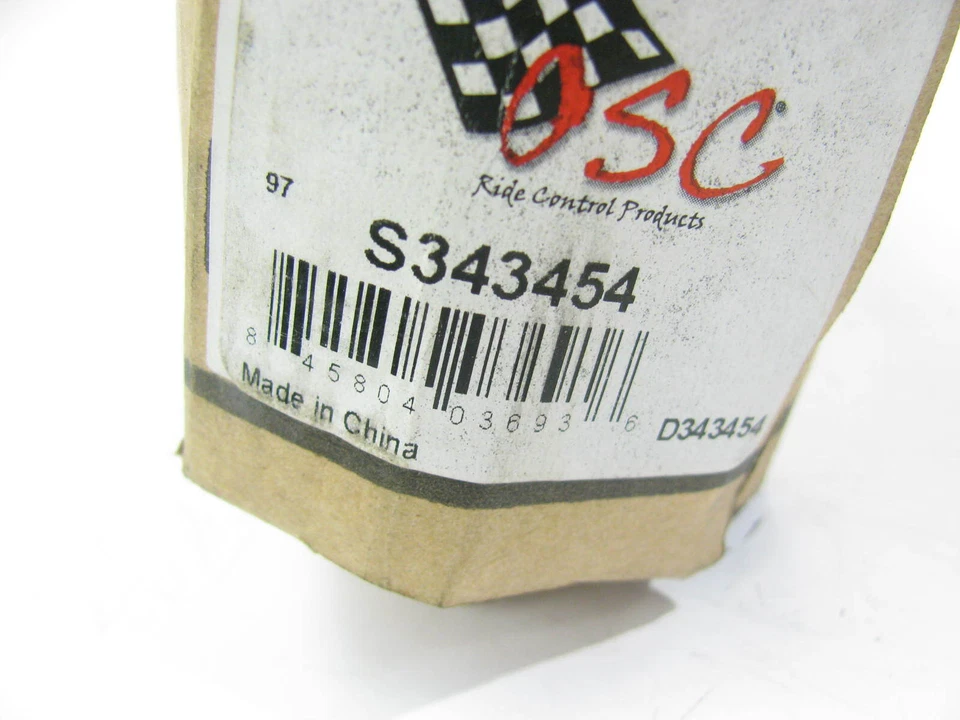 OSC®
Ride Control Products
97
S343454
8 45804 03693 6
Made in China
D343454